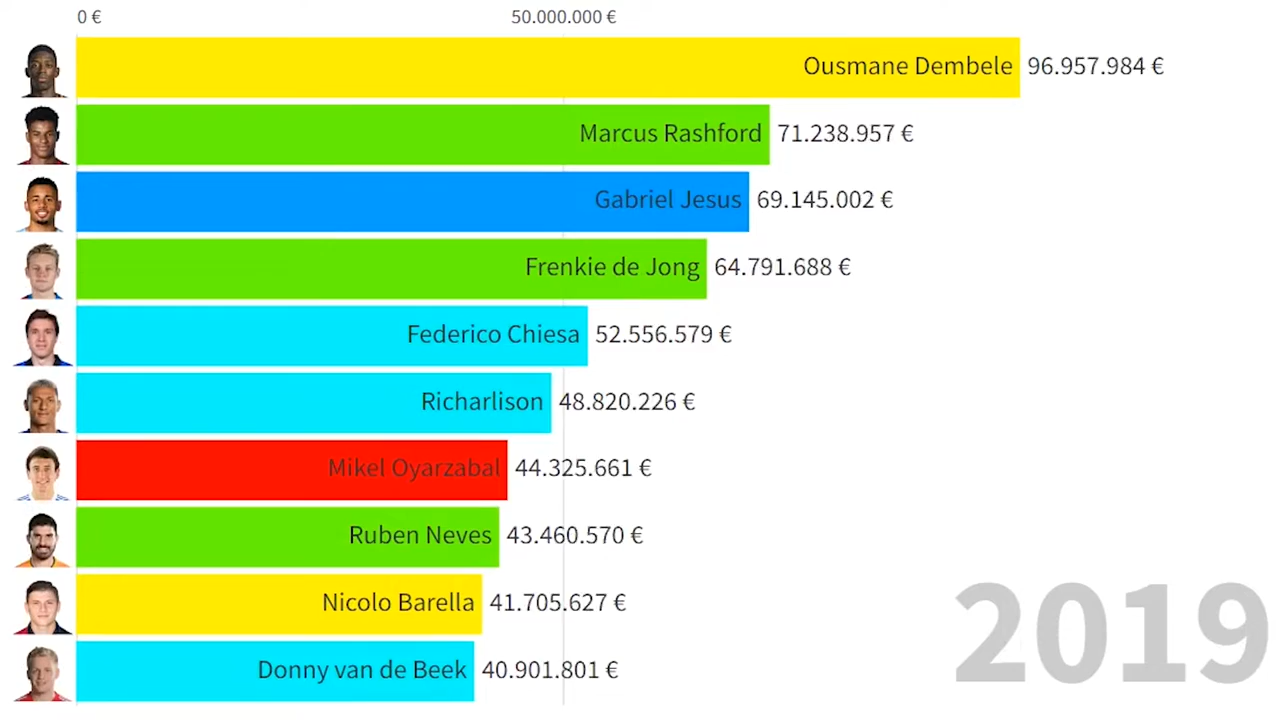 0 € 50.000.000 €
Ousmane Dembele 96.957.984 €
Marcus Rashford 71.238.957 €
Gabriel Jesus 69.145.002 €
Frenkie de Jong 64.791.688 €
Federico Chiesa 52.556.579 €
Richarlison 48.820.226 €
Mikel Oyarzabal 44.325.661 €
Ruben Neves 43.460.570 €
Nicolo Barella 41.705.627 €
Donny van de Beek 40.901.801 €
2019